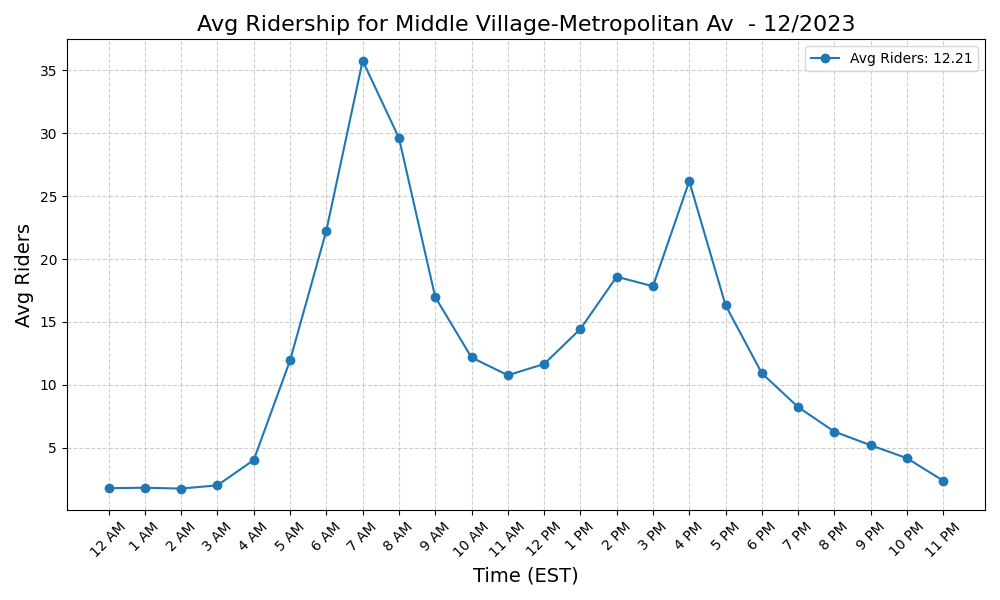 Avg Ridership for Middle Village-Metropolitan Av  - 12/2023
Avg Riders: 12.21
Avg Riders
35
30
25
20
15
10
5
12 AM
1 AM
2 AM
3 AM
4 AM
5 AM
6 AM
7 AM
8 AM
9 AM
10 AM
11 AM
12 PM
1 PM
2 PM
3 PM
4 PM
5 PM
6 PM
7 PM
8 PM
9 PM
10 PM
11 PM
Time (EST)